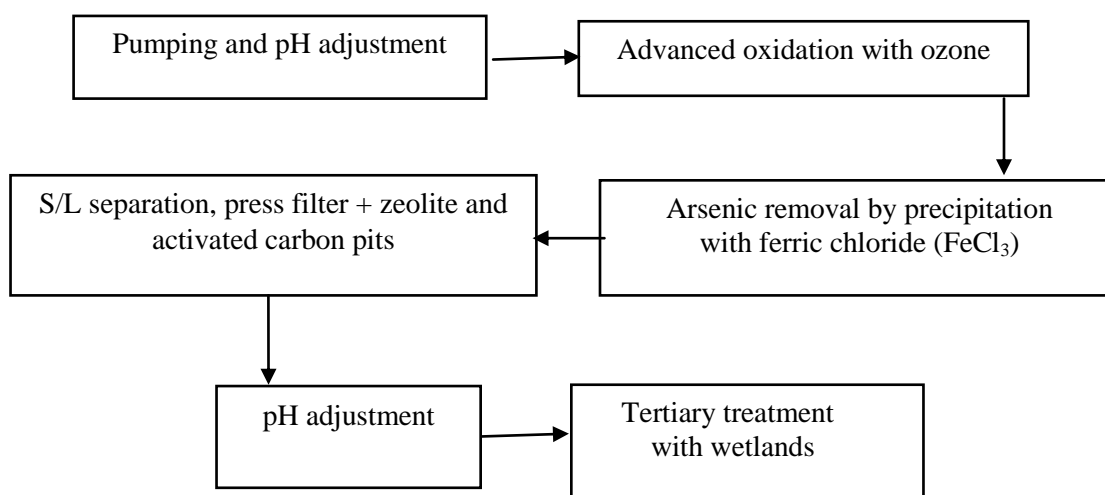 Pumping and pH adjustment
Advanced oxidation with ozone
Arsenic removal by precipitation
with ferric chloride (FeCl₃)
S/L separation, press filter + zeolite and
activated carbon pits
pH adjustment
Tertiary treatment
with wetlands